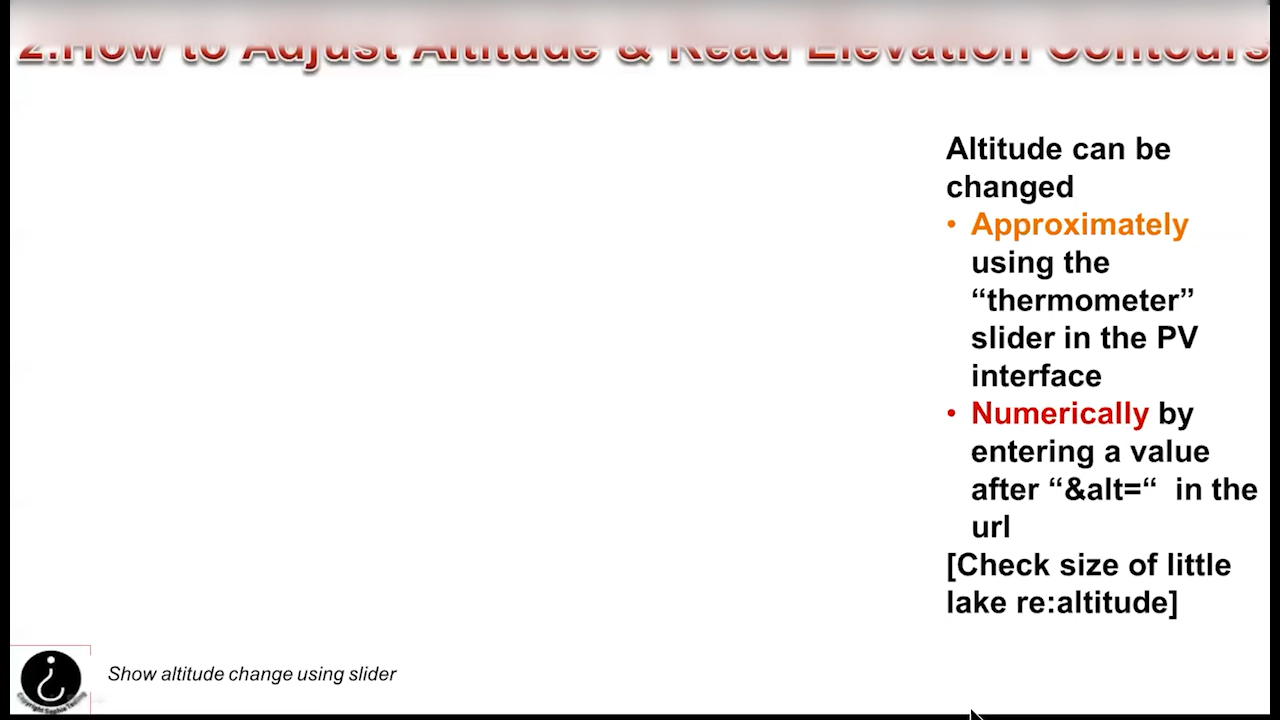 2.How to Adjust Altitude & Read Elevation Contours
Altitude can be
changed
• Approximately
using the
“thermometer”
slider in the PV
interface
• Numerically by
entering a value
after “&alt=“ in the
url
[Check size of little
lake re:altitude]
Show altitude change using slider